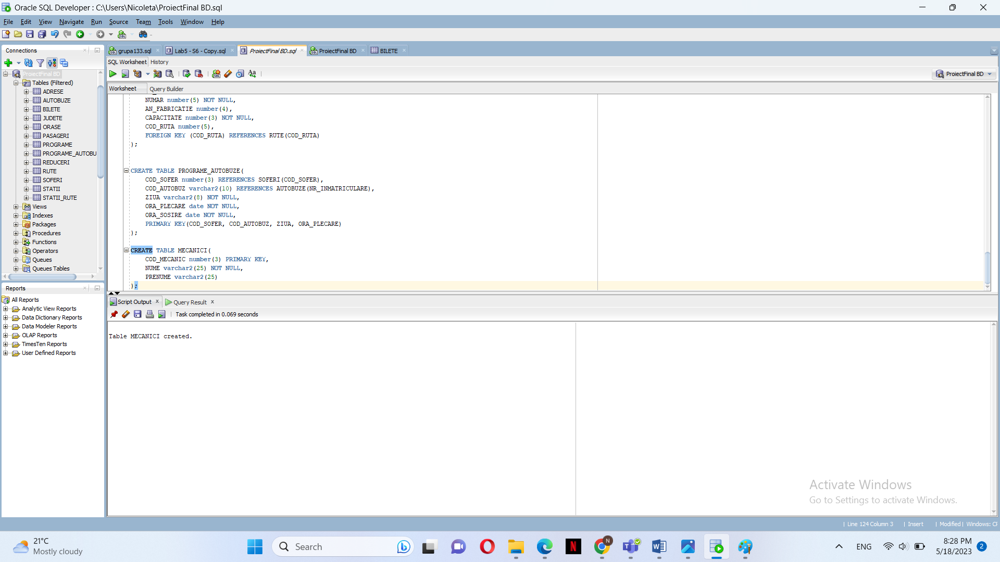 Oracle SQL Developer : C:\Users\Nicoleta\ProiectFinal BD.sql
File Edit View Navigate Run Source Team Tools Window Help
Connections
ProiectFinal BD
Tables (Filtered)
ADRESE
AUTOBUZE
BILETE
JUDETE
ORASE
PASAGERI
PROGRAME
PROGRAME_AUTOBU
REDUCERI
RUTE
SOFERI
STATII
STATII_RUTE
Views
Indexes
Packages
Procedures
Functions
Operators
Queues
Queues Tables
Reports
All Reports
Analytic View Reports
Data Dictionary Reports
Data Modeler Reports
OLAP Reports
TimesTen Reports
User Defined Reports
grupa133.sql Lab5 - S6 - Copy.sql ProiectFinal BD.sql ProiectFinal BD BILETE
SQL Worksheet History
ProiectFinal BD
Worksheet Query Builder
NUMAR number(5) NOT NULL,
AN_FABRICATIE number(4),
CAPACITATE number(3) NOT NULL,
COD_RUTA number(5),
FOREIGN KEY (COD_RUTA) REFERENCES RUTE(COD_RUTA)
);
CREATE TABLE PROGRAME_AUTOBUZE(
COD_SOFER number(3) REFERENCES SOFERI(COD_SOFER),
COD_AUTOBUZ varchar2(10) REFERENCES AUTOBUZE(NR_INMATRICULARE),
ZIUA varchar2(8) NOT NULL,
ORA_PLECARE date NOT NULL,
ORA_SOSIRE date NOT NULL,
PRIMARY KEY(COD_SOFER, COD_AUTOBUZ, ZIUA, ORA_PLECARE)
);
CREATE TABLE MECANICI(
COD_MECANIC number(3) PRIMARY KEY,
NUME varchar2(25) NOT NULL,
PRENUME varchar2(25)
);
Script Output Query Result
Task completed in 0.069 seconds
Table MECANICI created.
Activate Windows
Go to Settings to activate Windows.
Line 124 Column 3 Insert Modified Windows: CF
21°C
Mostly cloudy
Search
N
ENG
8:28 PM
5/18/2023
2